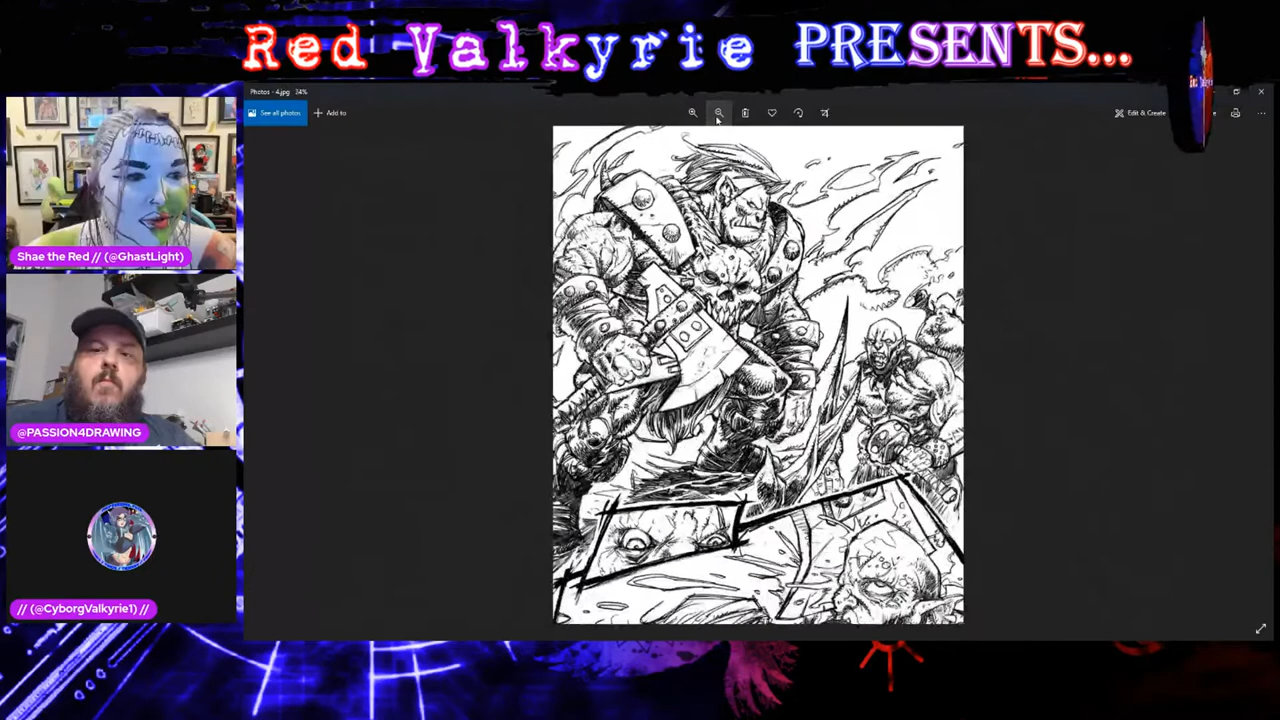 Red Valkyrie PRESENTS...
Photos - 4.jpg 24%
See all photos
Add to
Edit & Create
Shae the Red // (@GhastLight)
@PASSION4DRAWING
// (@CyborgValkyrie1) //